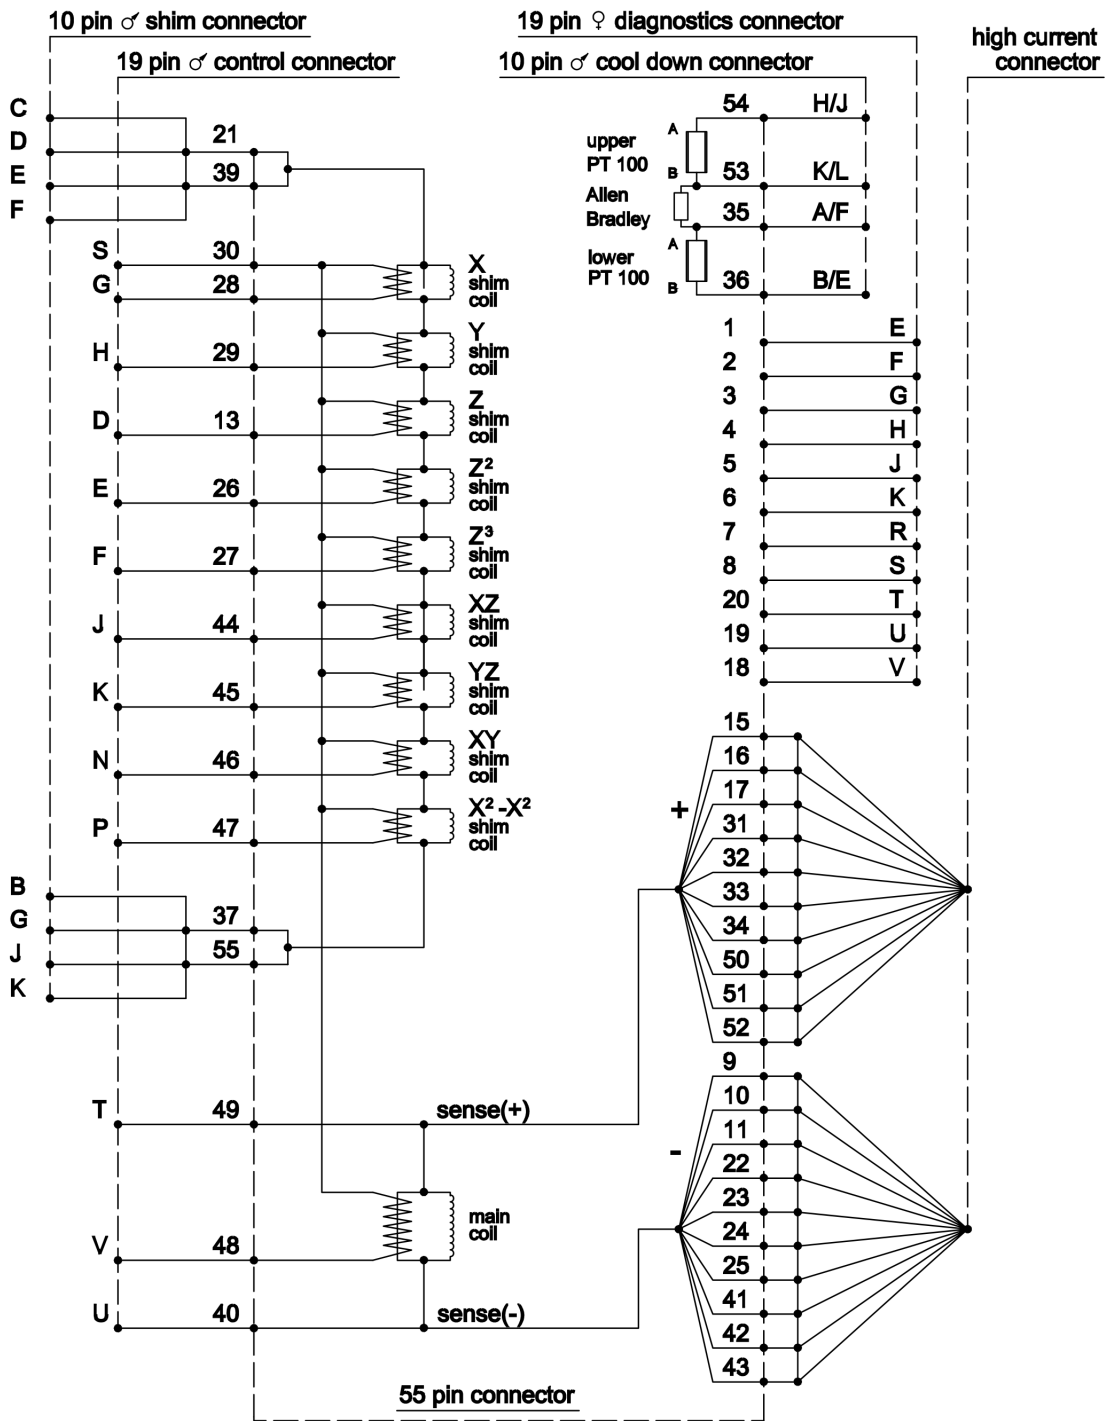 10 pin ♂ shim connector
19 pin ♂ control connector
19 pin ♀ diagnostics connector
10 pin ♂ cool down connector
high current
connector
C
D 21
E 39
F
S 30
G 28
X
shim
coil
H 29
Y
shim
coil
D 13
Z
shim
coil
E 26
Z²
shim
coil
F 27
Z³
shim
coil
J 44
XZ
shim
coil
K 45
YZ
shim
coil
N 46
XY
shim
coil
P 47
X²-X²
shim
coil
B
G 37
J 55
K
T 49 sense(+)
main
coil
V 48
U 40 sense(-)
54 H/J
A
upper
PT 100
B
53 K/L
Allen
Bradley
35 A/F
A
lower
PT 100
B
36 B/E
1 E
2 F
3 G
4 H
5 J
6 K
7 R
8 S
20 T
19 U
18 V
15
16
17
+
31
32
33
34
50
51
52
9
10
11
-
22
23
24
25
41
42
43
55 pin connector